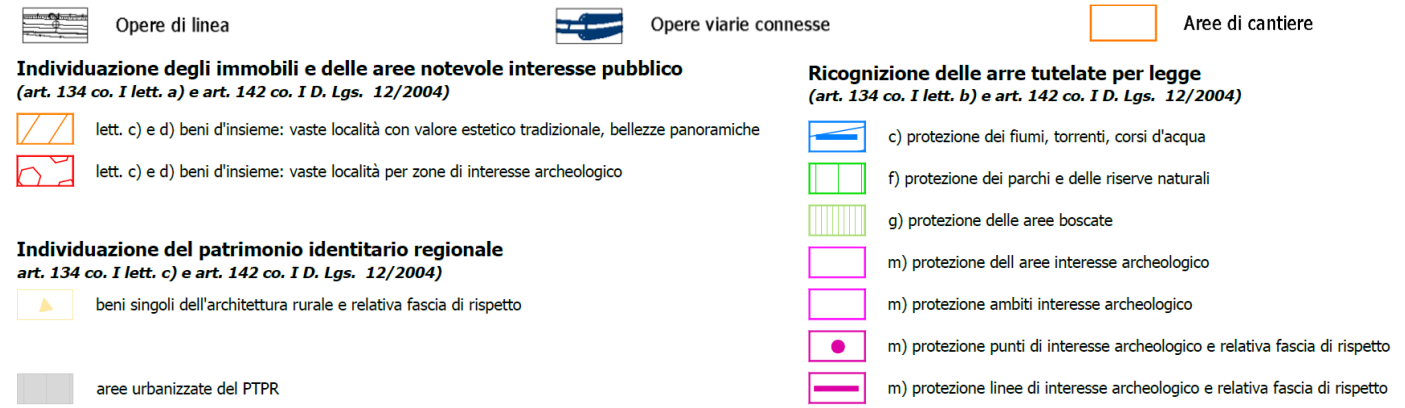 Opere di linea
Opere viarie connesse
Aree di cantiere
Individuazione degli immobili e delle aree notevole interesse pubblico
(art. 134 co. I lett. a) e art. 142 co. I D. Lgs. 12/2004)
lett. c) e d) beni d'insieme: vaste località con valore estetico tradizionale, bellezze panoramiche
lett. c) e d) beni d'insieme: vaste località per zone di interesse archeologico
Individuazione del patrimonio identitario regionale
art. 134 co. I lett. c) e art. 142 co. I D. Lgs. 12/2004)
beni singoli dell'architettura rurale e relativa fascia di rispetto
aree urbanizzate del PTPR
Ricognizione delle arre tutelate per legge
(art. 134 co. I lett. b) e art. 142 co. I D. Lgs. 12/2004)
c) protezione dei fiumi, torrenti, corsi d'acqua
f) protezione dei parchi e delle riserve naturali
g) protezione delle aree boscate
m) protezione dell aree interesse archeologico
m) protezione ambiti interesse archeologico
m) protezione punti di interesse archeologico e relativa fascia di rispetto
m) protezione linee di interesse archeologico e relativa fascia di rispetto